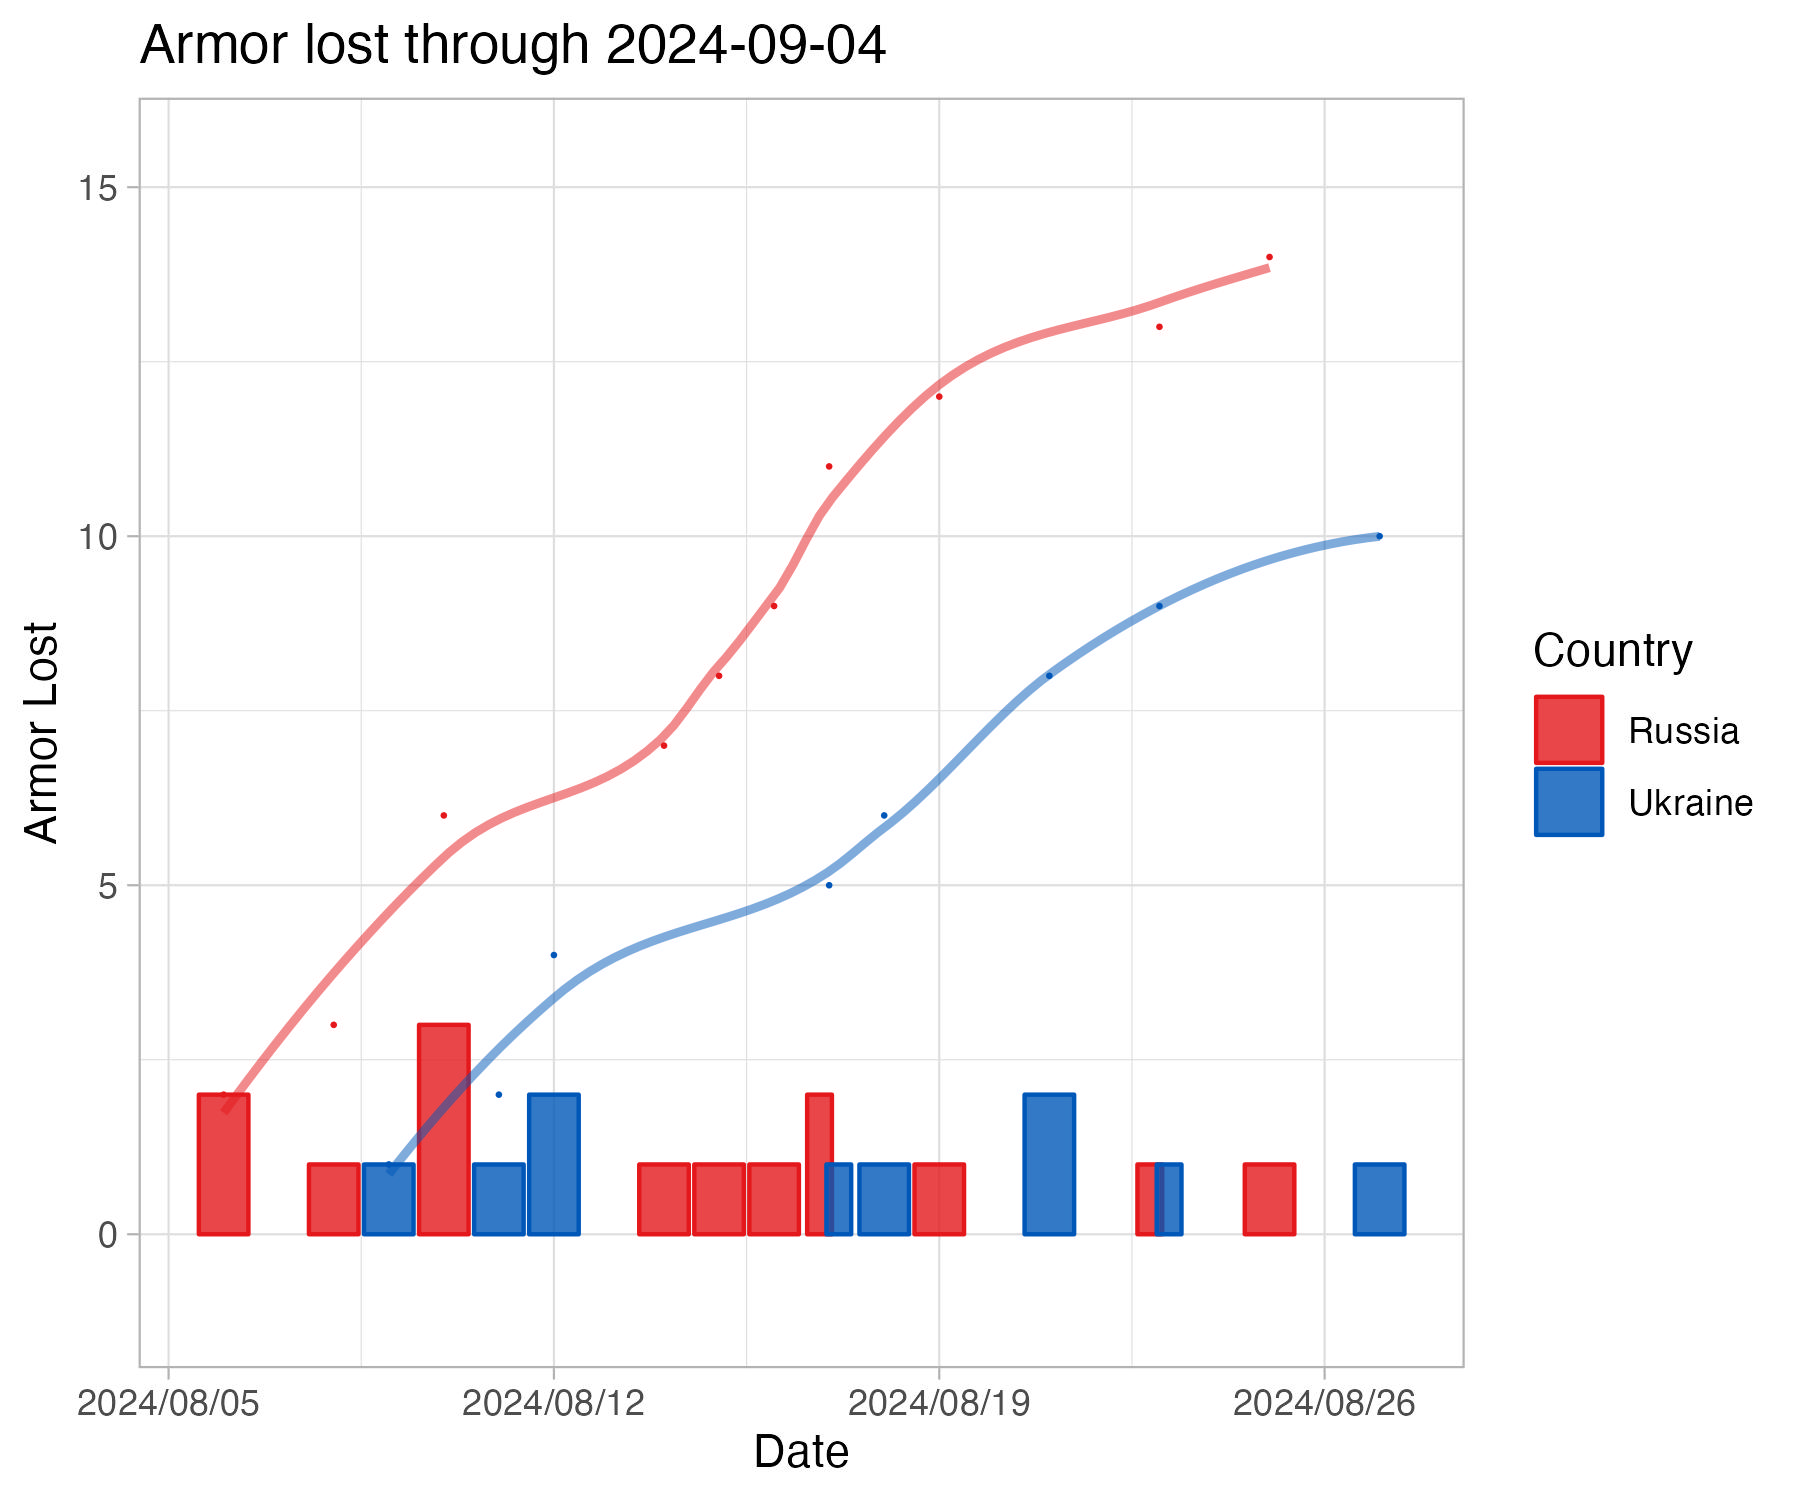 Armor lost through 2024-09-04
15
10
5
0
Armor Lost
2024/08/05
2024/08/12
2024/08/19
2024/08/26
Date
Country
Russia
Ukraine